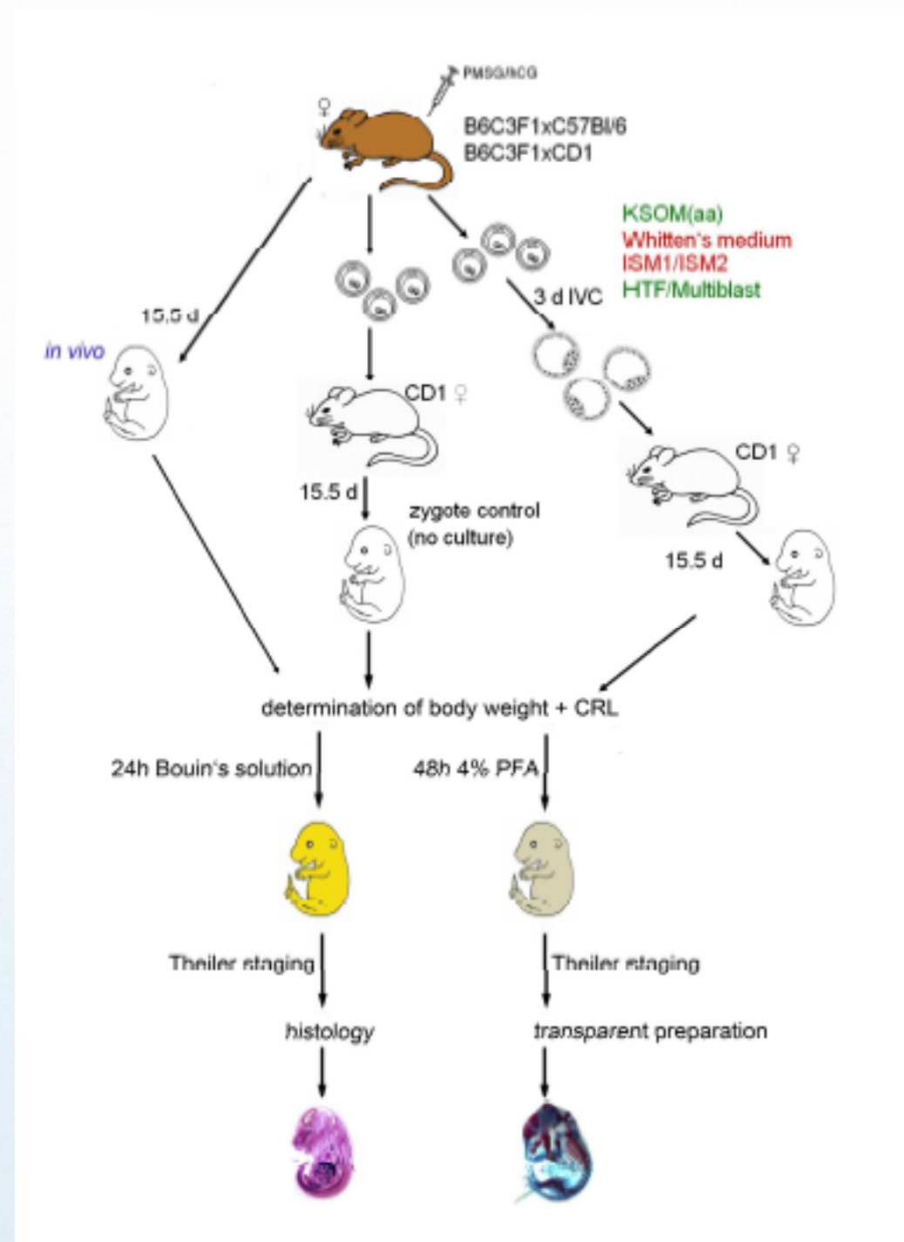 PMSG/hCG
♀
B6C3F1xC57Bl/6
B6C3F1xCD1
KSOM(aa)
Whitten's medium
ISM1/ISM2
HTF/Multiblast
3 d IVC
15.5 d
in vivo
CD1 ♀
CD1 ♀
15.5 d
zygote control
(no culture)
15.5 d
determination of body weight + CRL
24h Bouin's solution
48h 4% PFA
Theiler staging
Theiler staging
histology
transparent preparation